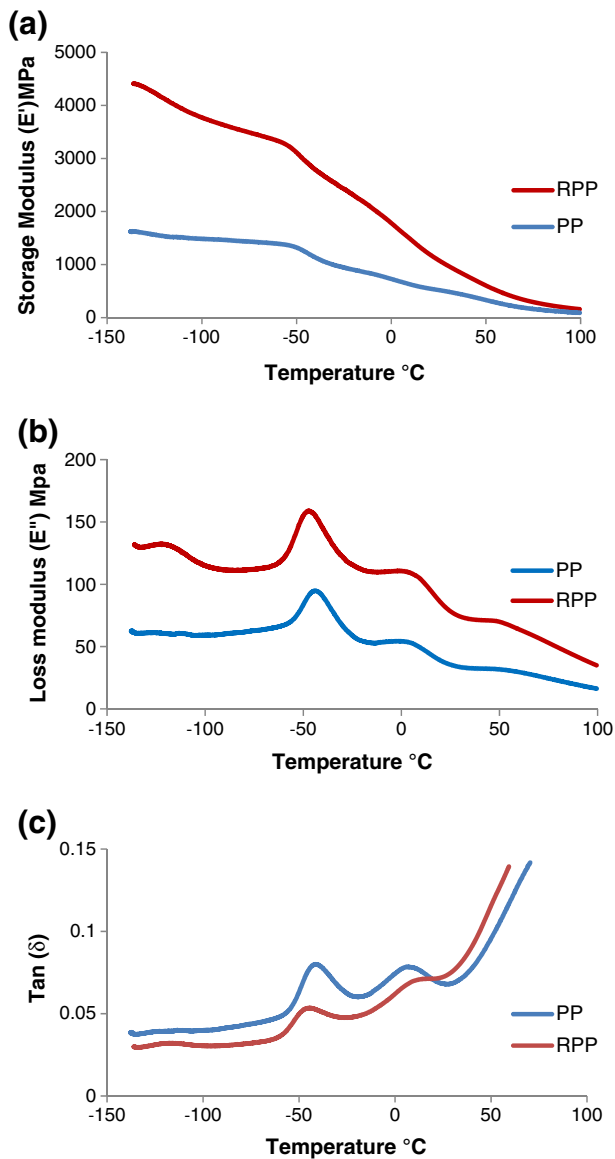 (a)
Storage Modulus (E')MPa
5000
4000
3000
2000
1000
0
-150
-100
-50
0
50
100
Temperature °C
RPP
PP
(b)
Loss modulus (E") Mpa
200
150
100
50
0
-150
-100
-50
0
50
100
Temperature °C
PP
RPP
(c)
Tan (δ)
0.15
0.1
0.05
0
-150
-100
-50
0
50
100
Temperature °C
PP
RPP